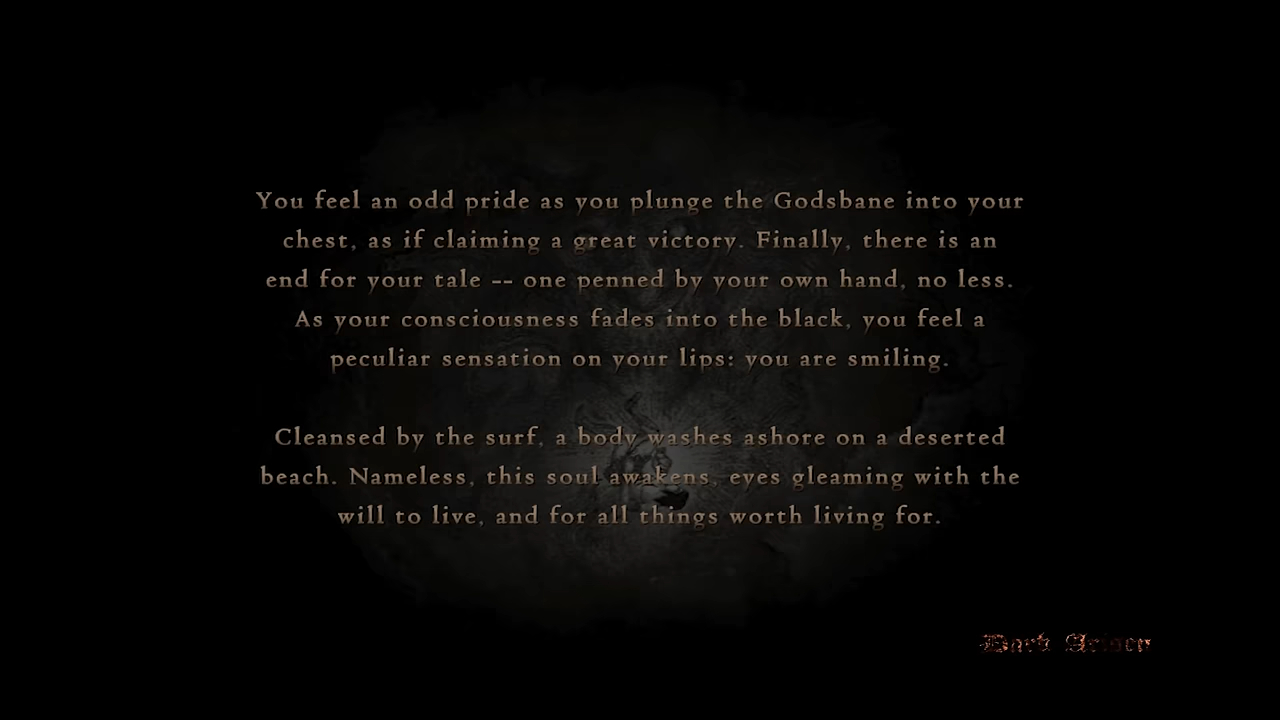 You feel an odd pride as you plunge the Godsbane into your
chest, as if claiming a great victory. Finally, there is an
end for your tale -- one penned by your own hand, no less.
As your consciousness fades into the black, you feel a
peculiar sensation on your lips: you are smiling.
Cleansed by the surf, a body washes ashore on a deserted
beach. Nameless, this soul awakens, eyes gleaming with the
will to live, and for all things worth living for.
Dark Arisen